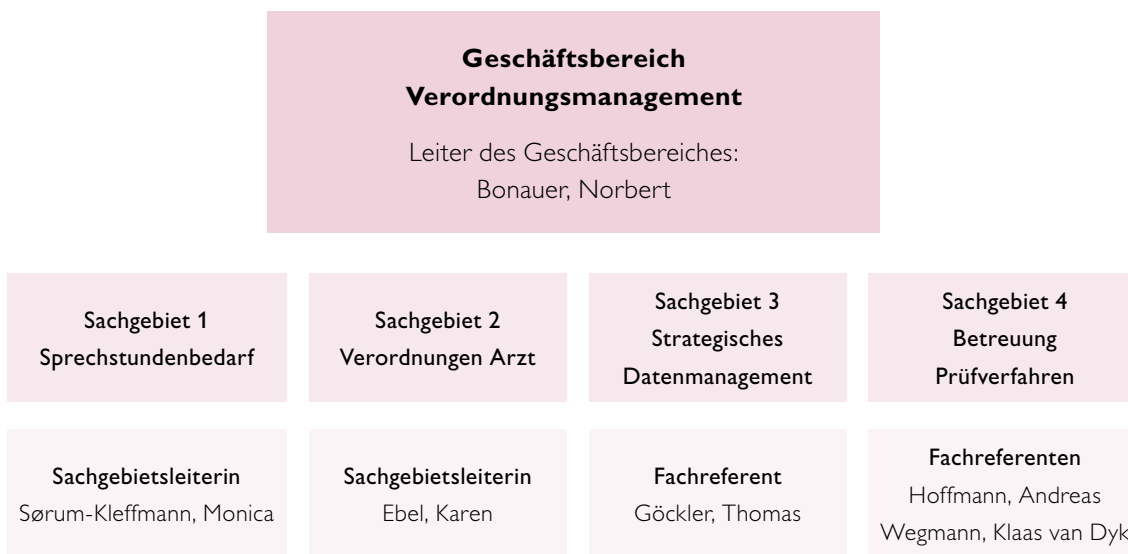 Geschäftsbereich
Verordnungsmanagement
Leiter des Geschäftsbereiches:
Bonauer, Norbert
Sachgebiet 1
Sprechstundenbedarf
Sachgebiet 2
Verordnungen Arzt
Sachgebiet 3
Strategisches
Datenmanagement
Sachgebiet 4
Betreuung
Prüfverfahren
Sachgebietsleiterin
Sørum-Kleffmann, Monica
Sachgebietsleiterin
Ebel, Karen
Fachreferent
Göckler, Thomas
Fachreferenten
Hoffmann, Andreas
Wegmann, Klaas van Dyk